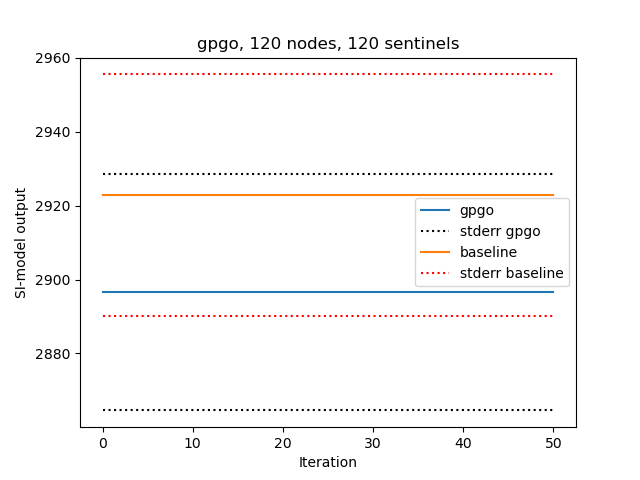 gpgo, 120 nodes, 120 sentinels
2960
2940
2920
2900
2880
SI-model output
gpgo
stderr gpgo
baseline
stderr baseline
0 10 20 30 40 50
Iteration